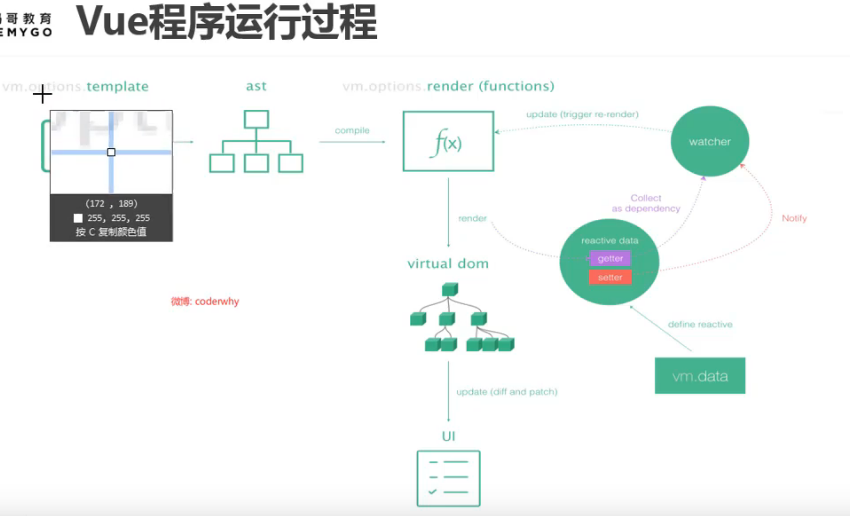 哥教育
EMYGO
Vue程序运行过程
vm.options.template
ast
vm.options.render (functions)
compile
f(x)
update (trigger re-render)
watcher
(172 , 189)
255, 255, 255
按 C 复制颜色值
Collect
as dependency
render
reactive data
getter
setter
Notify
virtual dom
微博: coderwhy
define reactive
vm.data
update (diff and patch)
UI